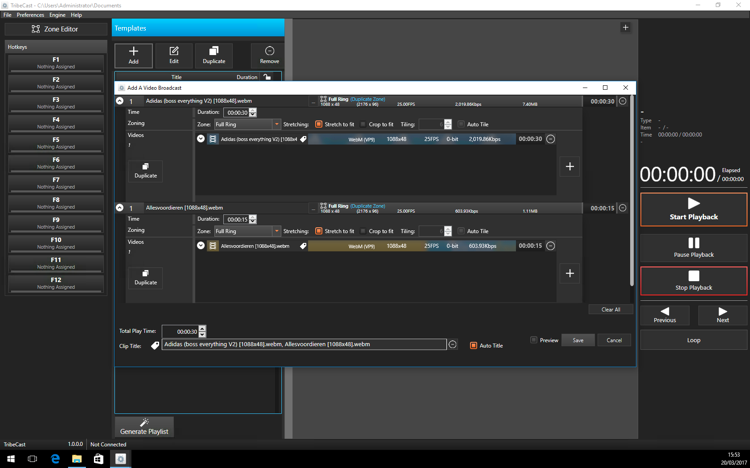 TribeCast - C:\Users\Administrator\Documents
File Preferences Engine Help
Zone Editor
Hotkeys
F1
Nothing Assigned
F2
Nothing Assigned
F3
Nothing Assigned
F4
Nothing Assigned
F5
Nothing Assigned
F6
Nothing Assigned
F7
Nothing Assigned
F8
Nothing Assigned
F9
Nothing Assigned
F10
Nothing Assigned
F11
Nothing Assigned
F12
Nothing Assigned
Templates
Add
Edit
Duplicate
Remove
Title Duration
Add A Video Broadcast
1 Adidas (boss everything V2) [1088x48].webm ... Full Ring (Duplicate Zone) 00:00:30
1088 x 48 (2176 x 96) 25.00FPS 2,019.86Kbps 7.40MB
Time Duration: 00:00:30
Zoning Zone: Full Ring Stretching: Stretch to fit Crop to fit Tiling: Auto Tile
Videos Adidas (boss everything V2) [1088x4 WebM (VP9) 1088x48 25FPS 0-bit 2,019.86Kbps 00:00:30
Duplicate
1 Allesvoordieren [1088x48].webm ... Full Ring (Duplicate Zone) 00:00:15
1088 x 48 (2176 x 96) 25.00FPS 603.93Kbps 1.11MB
Time Duration: 00:00:15
Zoning Zone: Full Ring Stretching: Stretch to fit Crop to fit Tiling: Auto Tile
Videos Allesvoordieren [1088x48].webm WebM (VP9) 1088x48 25FPS 0-bit 603.93Kbps 00:00:15
Duplicate
Clear All
Total Play Time: 00:00:30
Clip Title: Adidas (boss everything V2) [1088x48].webm, Allesvoordieren [1088x48].webm
Auto Title
Preview Save Cancel
Generate Playlist
-
Type -
Item - / -
Time 00:00:00 / 00:00:00
-
00:00:00 Elapsed
/ 00:00:00
Start Playback
Pause Playback
Stop Playback
Previous Next
Loop
TribeCast 1.0.0.0 Not Connected
15:53
20/03/2017